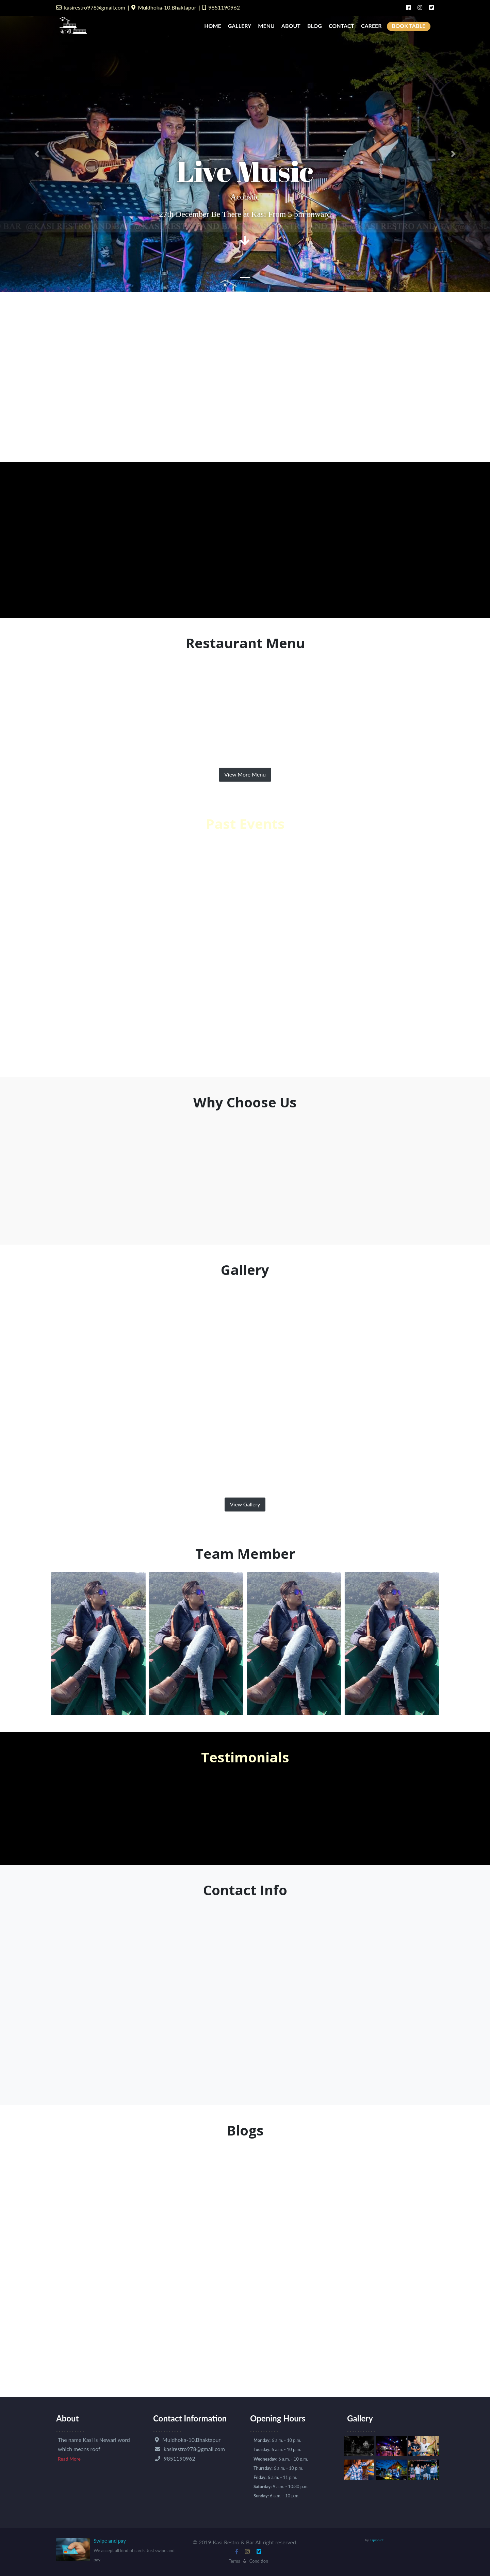 kasirestro978@gmail.com | Muldhoka-10,Bhaktapur | 9851190962
HOME GALLERY MENU ABOUT BLOG CONTACT CAREER BOOK TABLE
Live Music
Acoustic
27th December Be There at Kasi From 5 pm onward
Restaurant Menu
View More Menu
Past Events
Why Choose Us
Gallery
View Gallery
Team Member
Testimonials
Contact Info
Blogs
About
The name Kasi is Newari word
which means roof
Read More
Contact Information
Muldhoka-10,Bhaktapur
kasirestro978@gmail.com
9851190962
Opening Hours
Monday: 6 a.m. - 10 p.m.
Tuesday: 6 a.m. - 10 p.m.
Wednesday: 6 a.m. - 10 p.m.
Thursday: 6 a.m. - 10 p.m.
Friday: 6 a.m. - 11 p.m.
Saturday: 9 a.m. - 10:30 p.m.
Sunday: 6 a.m. - 10 p.m.
Gallery
Swipe and pay
We accept all kind of cards. Just swipe and
pay
© 2019 Kasi Restro & Bar All right reserved
Terms & Condition